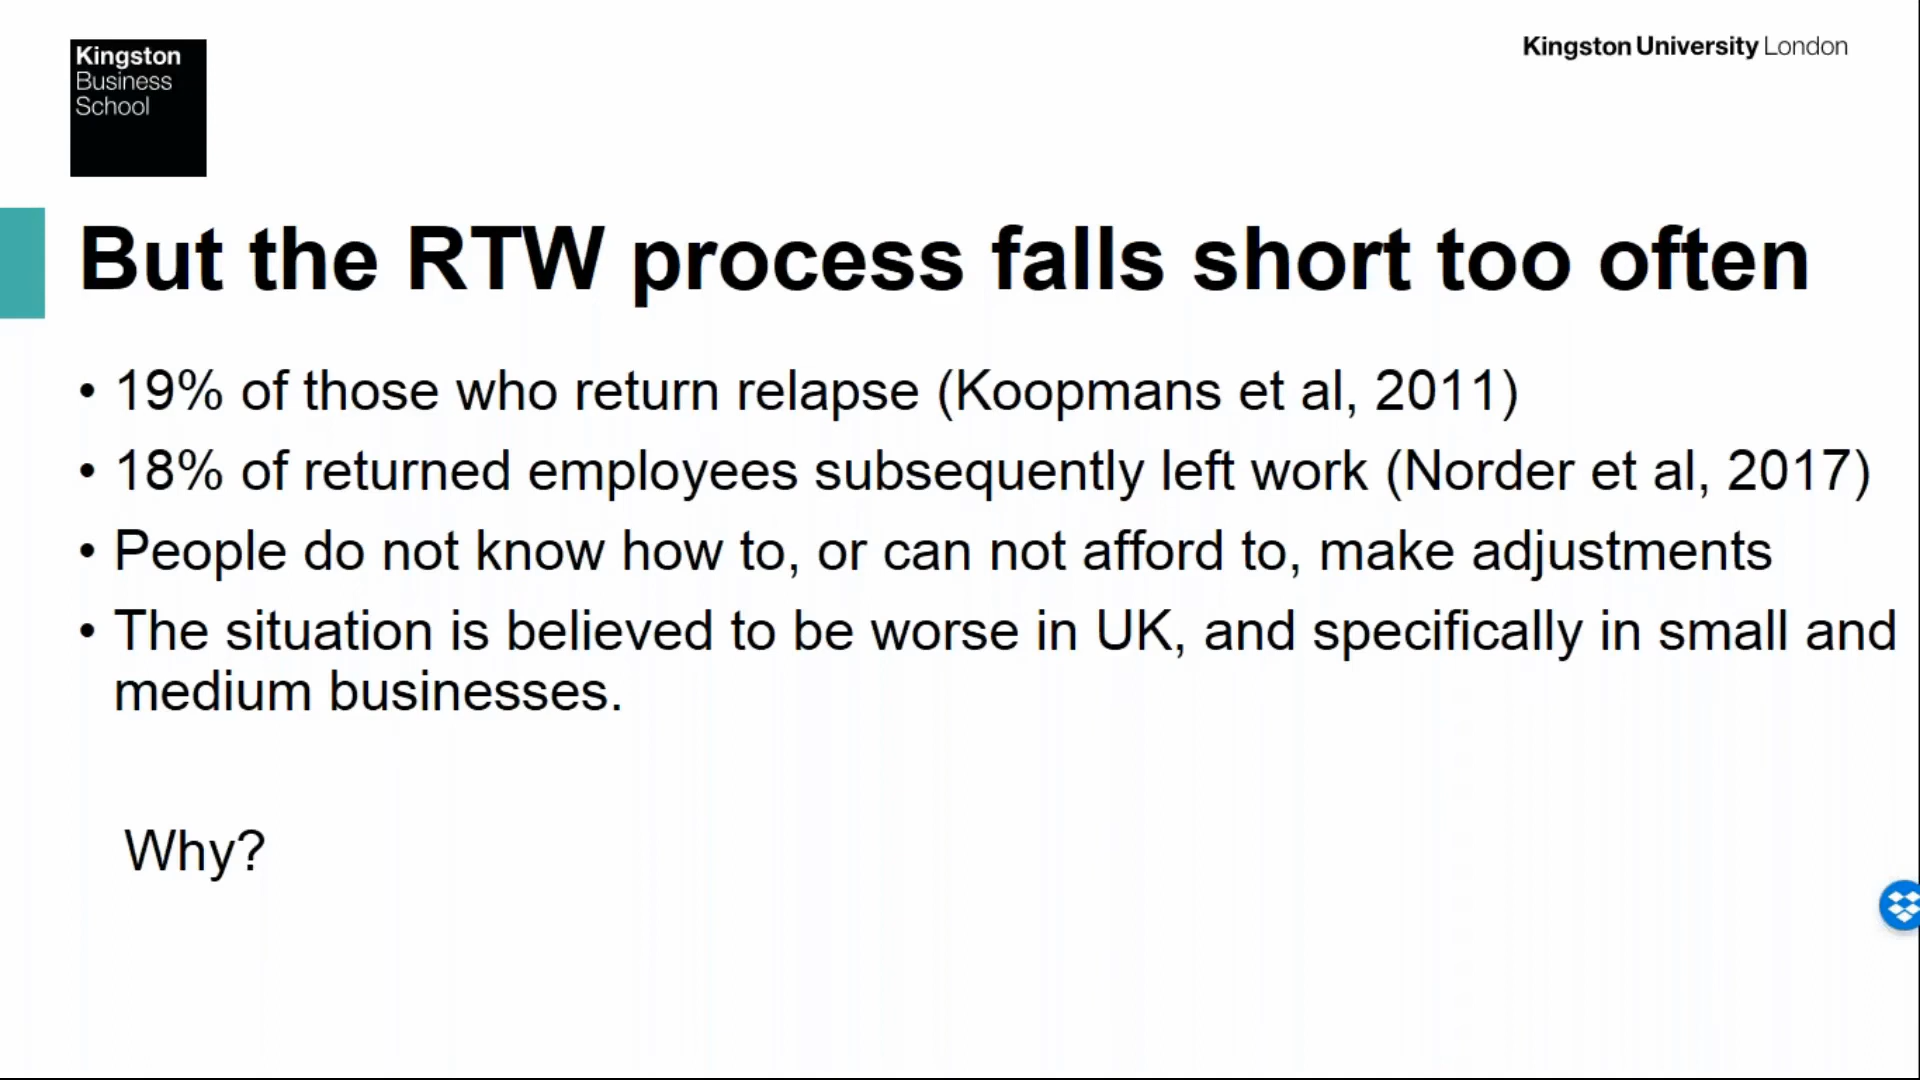 Kingston
Business
School
Kingston University London
But the RTW process falls short too often
• 19% of those who return relapse (Koopmans et al, 2011)
• 18% of returned employees subsequently left work (Norder et al, 2017)
• People do not know how to, or can not afford to, make adjustments
• The situation is believed to be worse in UK, and specifically in small and
medium businesses.
Why?